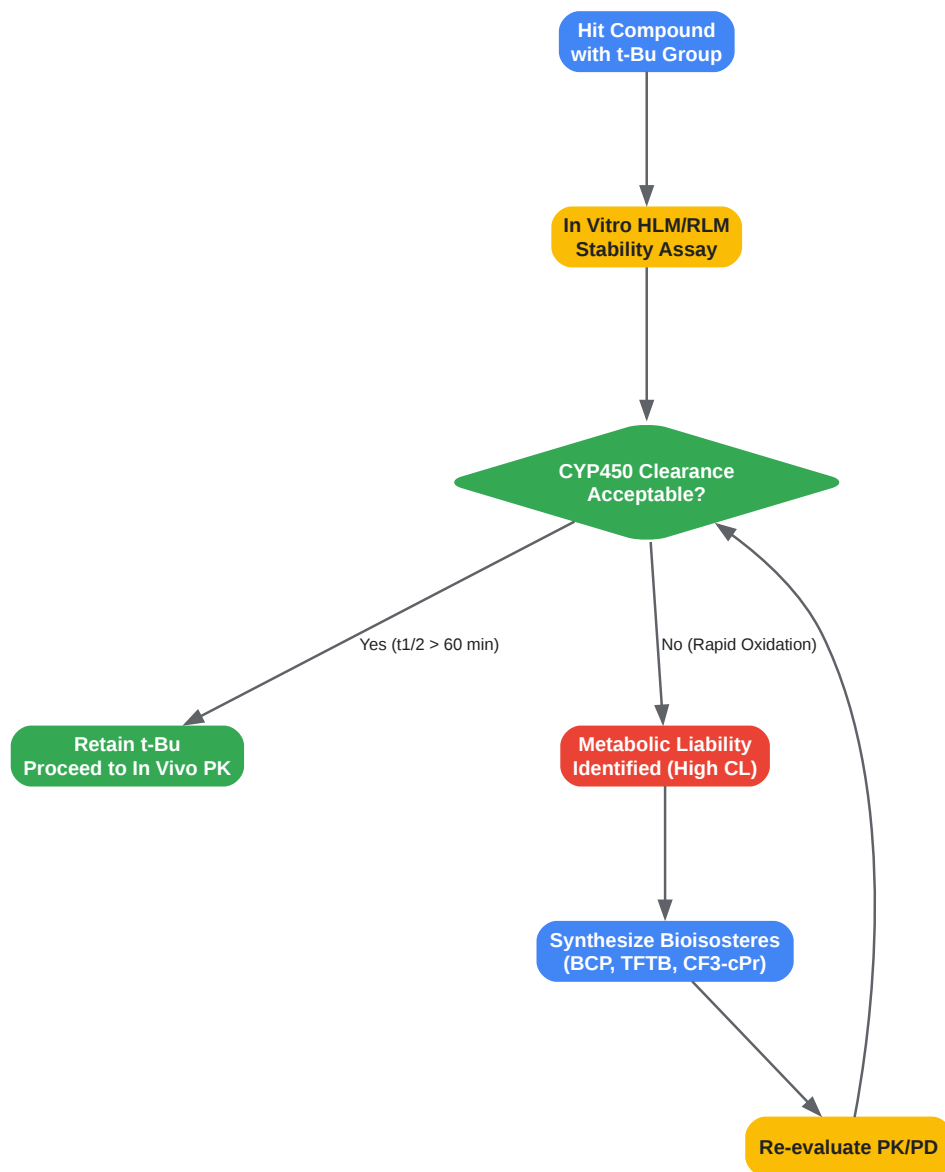 Hit Compound
with t-Bu Group
In Vitro HLM/RLM
Stability Assay
CYP450 Clearance
Acceptable?
Yes (t1/2 > 60 min)
No (Rapid Oxidation)
Retain t-Bu
Proceed to In Vivo PK
Metabolic Liability
Identified (High CL)
Synthesize Bioisosteres
(BCP, TFTB, CF3-cPr)
Re-evaluate PK/PD